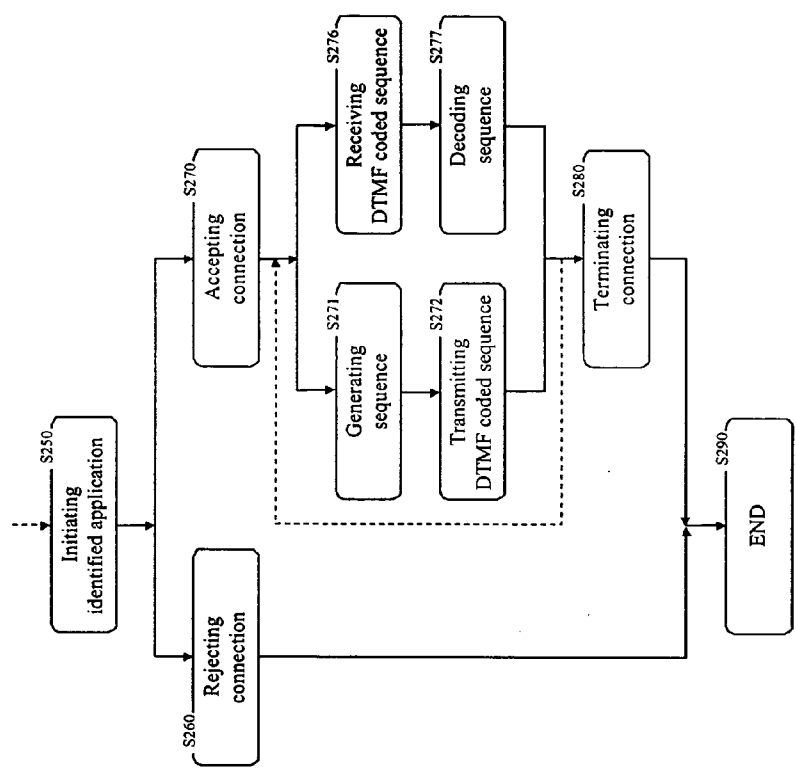 S250
Initiating
identified application
S260
Rejecting
connection
S270
Accepting
connection
S271
Generating
sequence
S272
Transmitting
DTMF coded sequence
S276
Receiving
DTMF coded sequence
S277
Decoding
sequence
S280
Terminating
connection
S290
END